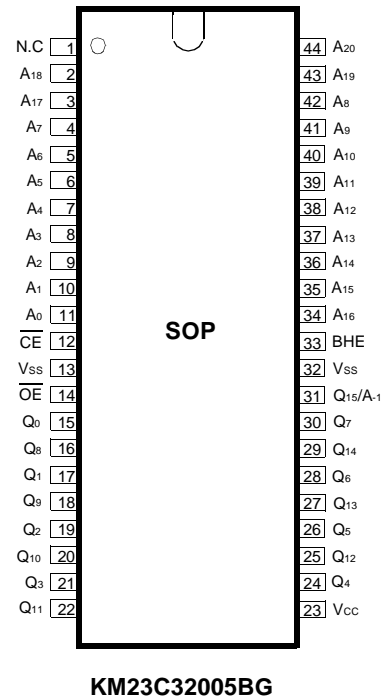 N.C 1 44 A20
A18 2 43 A19
A17 3 42 A8
A7 4 41 A9
A6 5 40 A10
A5 6 39 A11
A4 7 38 A12
A3 8 37 A13
A2 9 36 A14
A1 10 35 A15
A0 11 34 A16
SOP
C̅E̅ 12 33 BHE
VSS 13 32 VSS
O̅E̅ 14 31 Q15/A-1
Q0 15 30 Q7
Q8 16 29 Q14
Q1 17 28 Q6
Q9 18 27 Q13
Q2 19 26 Q5
Q10 20 25 Q12
Q3 21 24 Q4
Q11 22 23 VCC
KM23C32005BG